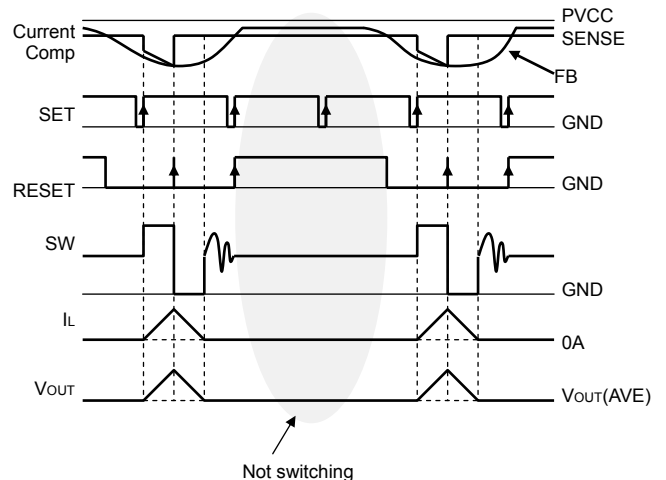 PVCC
Current
Comp
SENSE
FB
SET
GND
RESET
GND
SW
GND
IL
0A
VOUT
VOUT(AVE)
Not switching